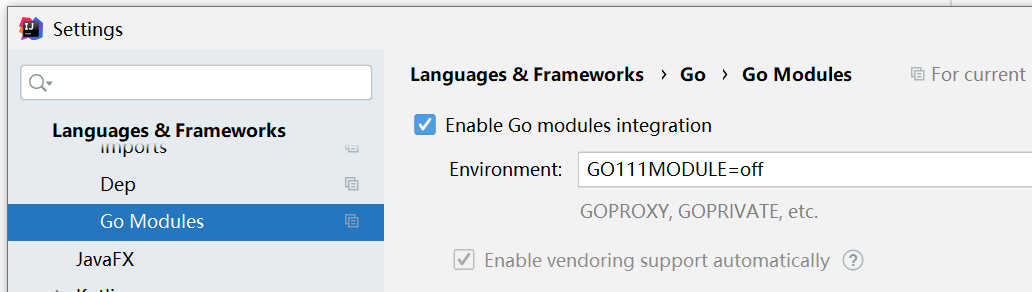 Settings
Languages & Frameworks
Imports
Dep
Go Modules
JavaFX
Languages & Frameworks › Go › Go Modules
For current
Enable Go modules integration
Environment: GO111MODULE=off
GOPROXY, GOPRIVATE, etc.
Enable vendoring support automatically ?